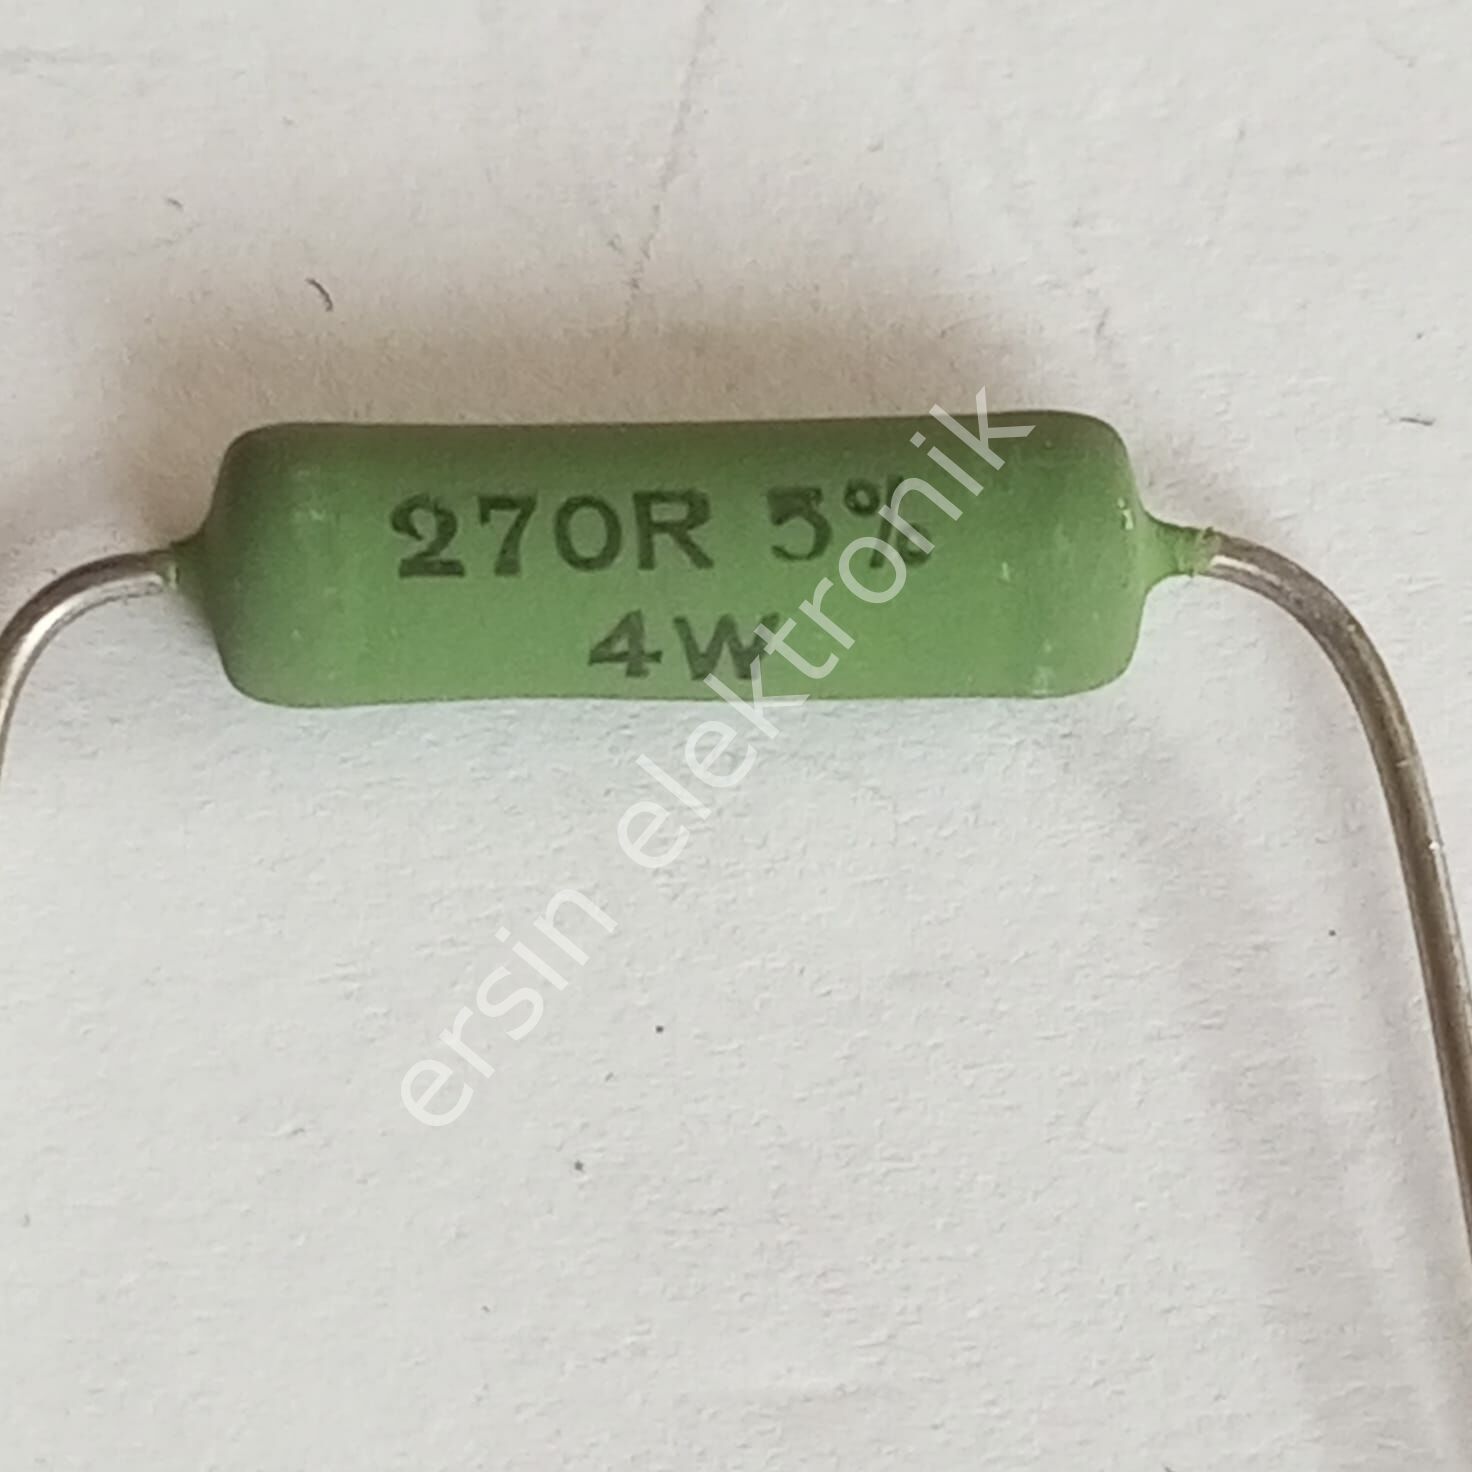 270R 5%
4W
ersin elektronik